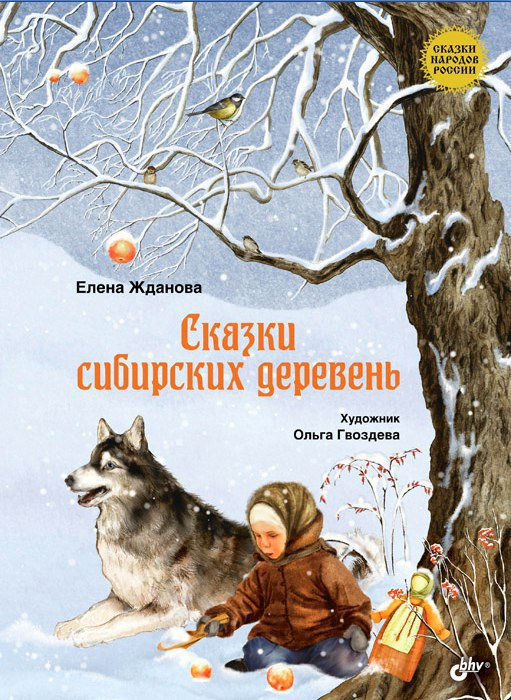 СКАЗКИ
НАРОДОВ
РОССИИ
Елена Жданова
Сказки
сибирских деревень
Художник
Ольга Гвоздева
bhv®